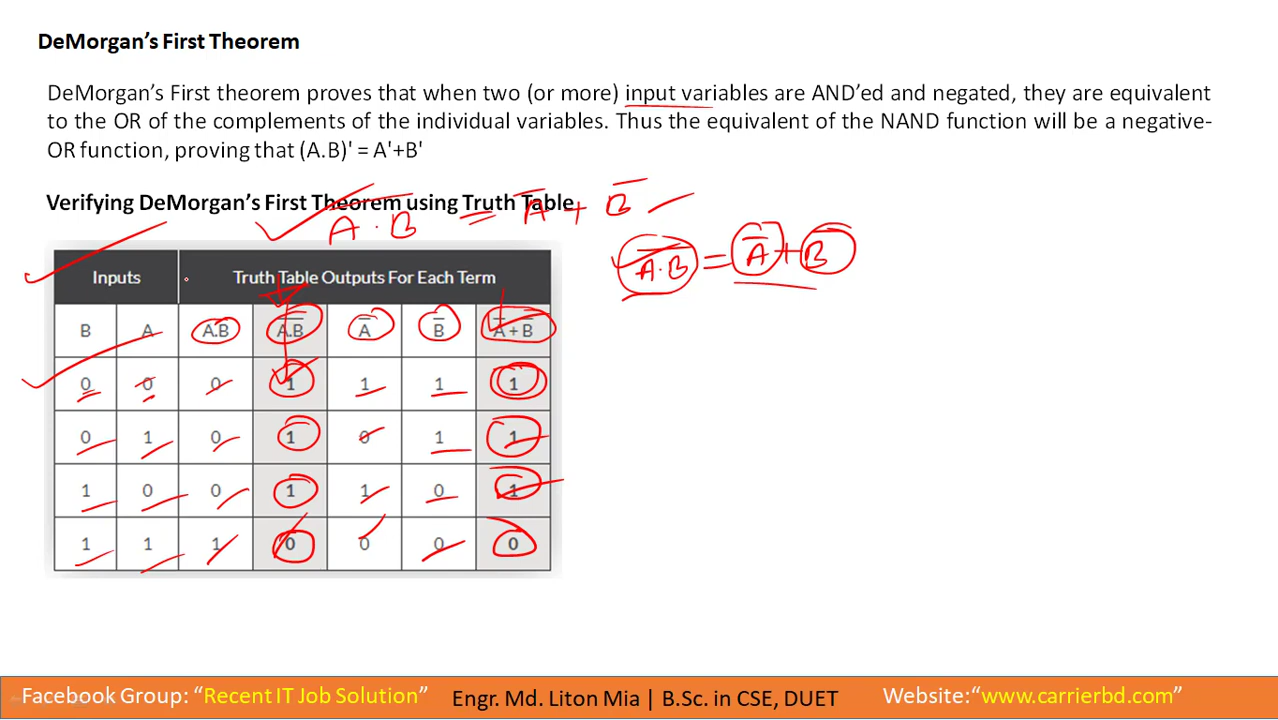 DeMorgan’s First Theorem
DeMorgan’s First theorem proves that when two (or more) input variables are AND’ed and negated, they are equivalent
to the OR of the complements of the individual variables. Thus the equivalent of the NAND function will be a negative-
OR function, proving that (A.B)' = A'+B'
Verifying DeMorgan’s First Theorem using Truth Table
A̅ ̅.̅ ̅B̅ = A̅ + B̅
A̅.̅B̅ = A̅ + B̅
Inputs Truth Table Outputs For Each Term
B A A.B A̅.̅B̅ A̅ B̅ A̅ + B̅
0 0 0 1 1 1 1
0 1 0 1 0 1 1
1 0 0 1 1 0 1
1 1 1 0 0 0 0
Facebook Group: “Recent IT Job Solution” Engr. Md. Liton Mia | B.Sc. in CSE, DUET Website:“www.carrierbd.com”